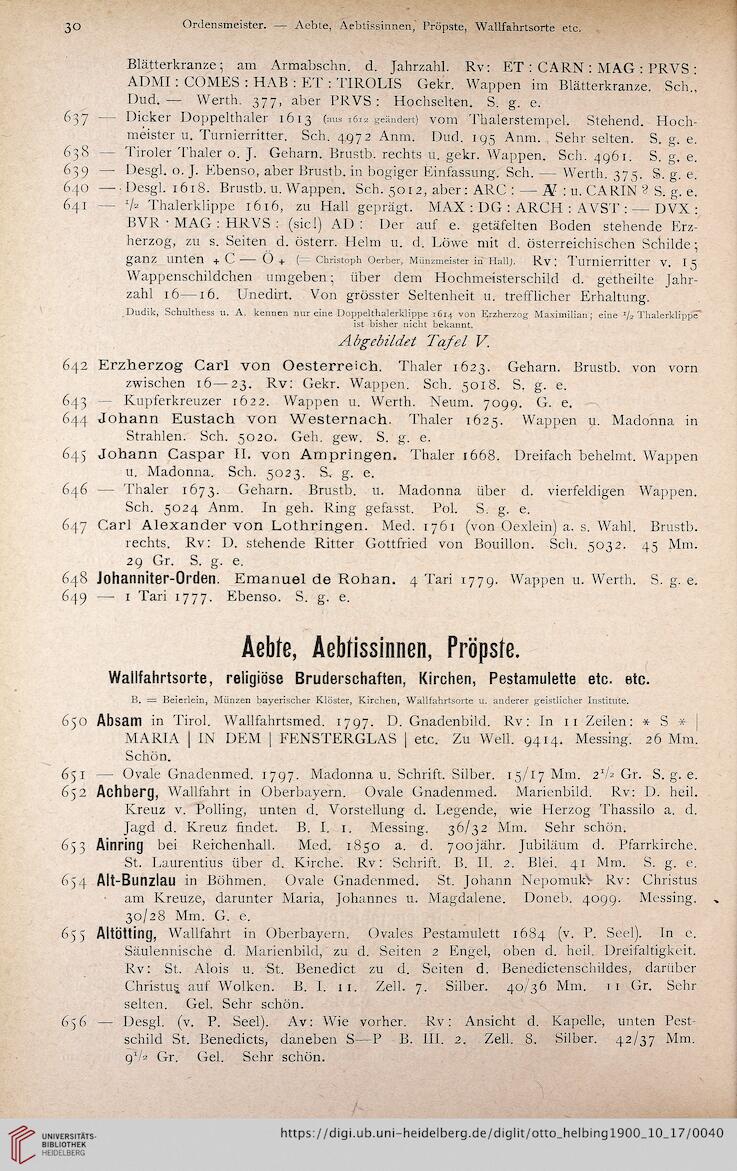 30 Ordensmeister. — Aebte, Aebtissinnen, Pröpste, Wallfahrtsorte etc.
Blätterkranze; am Armabschn. d. Jahrzahl. Rv: ET : CARN : MAG : PRVS :
ADMI : COMES : HAB : ET : TIROLIS Gekr. Wappen im Blätterkranze. Sch.,
Dud. — Werth. 377, aber PRVS: Hochselten. S. g. e.
637 — Dicker Doppelthaler 1613 (aus 1612 geändert) vom Thalerstempel. Stehend. Hoch-
meister u. Turnierritter. Sch. 4972 Anm. Dud. 195 Anm. Sehr selten. S. g. e.
638 — Tiroler Thaler o. J. Geharn. Brustb. rechts u. gekr. Wappen. Sch. 4961. S. g. e.
639 — Desgl. o. J. Ebenso, aber Brustb. in bogiger Einfassung. Sch. — Werth. 375. S. g. e.
640 — Desgl. 1618. Brustb. u. Wappen. Sch. 5012, aber: ARC : — : u. CARIN S. g. e.
641 — 1/2 Thalerklippe 1616, zu Hall geprägt. MAX : DG : ARCH : AVST : — DVX :
BVR · MAG : HRVS : (sic!) AD : Der auf e. getäfelten Boden stehende Erz-
herzog, zu s. Seiten d. österr. Helm u. d. Löwe mit d. österreichischen Schilde;
ganz unten + C — Ö + (= Christoph Oerber, Münzmeister in Hall). Rv: Turnierritter v. 15
Wappenschildchen umgeben; über dem Hochmeisterschild d. getheilte Jahr-
zahl 16—16. Unedirt. Von grösster Seltenheit u. trefflicher Erhaltung.
Dudik, Schulthess u. A. kennen nur eine Doppelthalerklippe 1614 von Erzherzog Maximilian; eine 1/2 Thalerklippe
ist bisher nicht bekannt.
Abgebildet Tafel V.
642 Erzherzog Carl von Oesterreich. Thaler 1623. Geharn. Brustb. von vorn
zwischen 16—23. Rv: Gekr. Wappen. Sch. 5018. S. g. e.
643 — Kupferkreuzer 1622. Wappen u. Werth. Neum. 7099. G. e.
644 Johann Eustach von Westernach. Thaler 1625. Wappen u. Madonna in
Strahlen. Sch. 5020. Geh. gew. S. g. e.
645 Johann Caspar II. von Ampringen. Thaler 1668. Dreifach behelmt. Wappen
u. Madonna. Sch. 5023. S. g. e.
646 — Thaler 1673. Geharn. Brustb. u. Madonna über d. vierfeldigen Wappen.
Sch. 5024 Anm. In geh. Ring gefasst. Pol. S. g. e.
647 Carl Alexander von Lothringen. Med. 1761 (von Oexlein) a. s. Wahl. Brustb.
rechts. Rv: D. stehende Ritter Gottfried von Bouillon. Sch. 5032. 45 Mm.
29 Gr. S. g. e.
648 Johanniter-Orden. Emanuel de Rohan. 4 Tari 1779. Wappen u. Werth. S. g. e.
649 — 1 Tari 1777. Ebenso. S. g. e.
Aebte, Aebtissinnen, Pröpste.
Wallfahrtsorte, religiöse Bruderschaften, Kirchen, Pestamulette etc. etc.
B. = Beierlein, Münzen bayerischer Klöster, Kirchen, Wallfahrtsorte u. anderer geistlicher Institute.
650 Absam in Tirol. Wallfahrtsmed. 1797. D. Gnadenbild. Rv: In 11 Zeilen: * S * |
MARIA | IN DEM | FENSTERGLAS | etc. Zu Well. 9414. Messing. 26 Mm.
Schön.
651 — Ovale Gnadenmed. 1797. Madonna u. Schrift. Silber. 15/17 Mm. 2 1/2 Gr. S. g. e.
652 Achberg, Wallfahrt in Oberbayern. Ovale Gnadenmed. Marienbild. Rv: D. heil.
Kreuz v. Polling, unten d. Vorstellung d. Legende, wie Herzog Thassilo a. d.
Jagd d. Kreuz findet. B. I. 1. Messing. 36/32 Mm. Sehr schön.
653 Ainring bei Reichenhall. Med. 1850 a. d. 700jähr. Jubiläum d. Pfarrkirche.
St. Laurentius über d. Kirche. Rv: Schrift. B. II. 2. Blei. 41 Mm. S. g. e.
654 Alt-Bunzlau in Böhmen. Ovale Gnadenmed. St. Johann Nepomuk. Rv: Christus
am Kreuze, darunter Maria, Johannes u. Magdalene. Doneb. 4099. Messing.
30/28 Mm. G. e.
655 Altötting, Wallfahrt in Oberbayern. Ovales Pestamulett 1684 (v. P. Seel). In e.
Säulennische d. Marienbild, zu d. Seiten 2 Engel, oben d. heil. Dreifaltigkeit.
Rv: St. Alois u. St. Benedict zu d. Seiten d. Benedictenschildes, darüber
Christus auf Wolken. B. I. 11. Zell. 7. Silber. 40/36 Mm. 11 Gr. Sehr
selten. Gel. Sehr schön.
656 — Desgl. (v. P. Seel). Av: Wie vorher. Rv: Ansicht d. Kapelle, unten Pest-
schild St. Benedicts, daneben S—P B. III. 2. Zell. 8. Silber. 42/37 Mm.
9 1/2 Gr. Gel. Sehr schön.
UNIVERSITÄTS-
BIBLIOTHEK
HEIDELBERG
https://digi.ub.uni-heidelberg.de/diglit/otto_helbing1900_10_17/0040